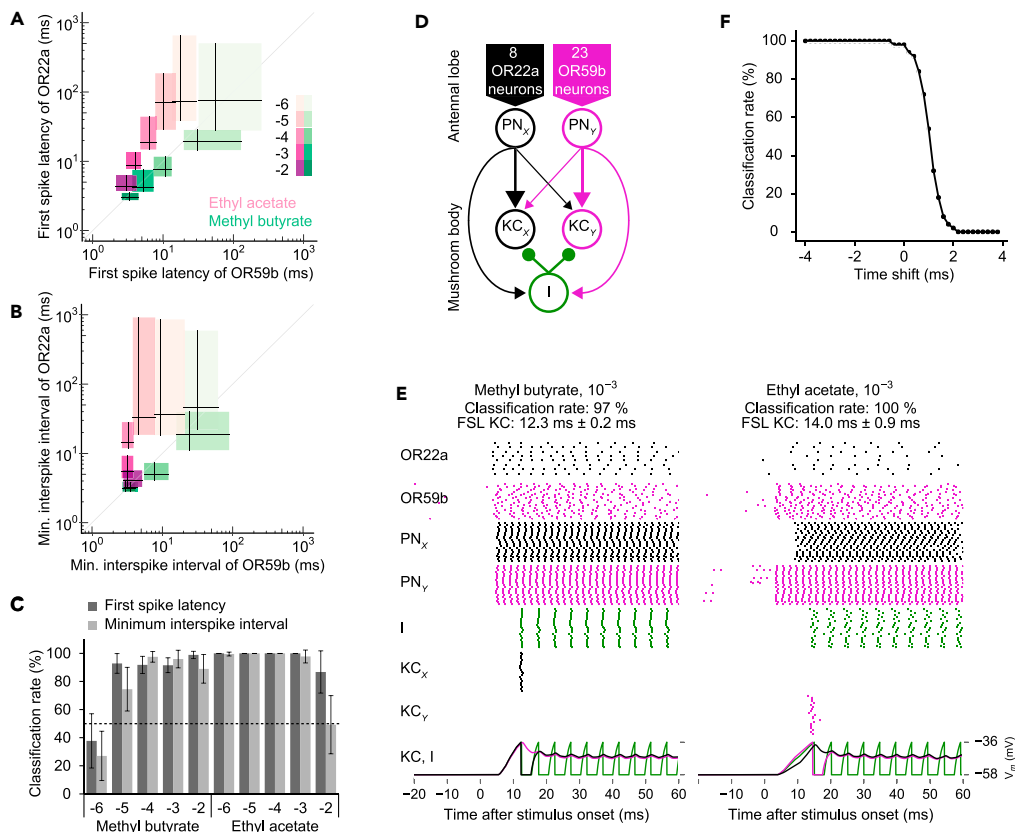 A
First spike latency of OR22a (ms)
10³
10²
10¹
10⁰
10⁰ 10¹ 10² 10³
First spike latency of OR59b (ms)
-6
-5
-4
-3
-2
Ethyl acetate
Methyl butyrate
B
Min. interspike interval of OR22a (ms)
10³
10²
10¹
10⁰
10⁰ 10¹ 10² 10³
Min. interspike interval of OR59b (ms)
C
First spike latency
Minimum interspike interval
Classification rate (%)
100
80
60
40
20
0
-6 -5 -4 -3 -2 -6 -5 -4 -3 -2
Methyl butyrate Ethyl acetate
D
Antennal lobe
Mushroom body
8
OR22a
neurons
23
OR59b
neurons
PNX PNY
KCX KCY
I
F
Classification rate (%)
100
80
60
40
20
0
-4 -2 0 2 4
Time shift (ms)
E
Methyl butyrate, 10⁻³
Classification rate: 97 %
FSL KC: 12.3 ms ± 0.2 ms
Ethyl acetate, 10⁻³
Classification rate: 100 %
FSL KC: 14.0 ms ± 0.9 ms
OR22a
OR59b
PNX
PNY
I
KCX
KCY
KC, I
−36
−58
Vm (mV)
−20 −10 0 10 20 30 40 50 60
Time after stimulus onset (ms)
−10 0 10 20 30 40 50 60
Time after stimulus onset (ms)